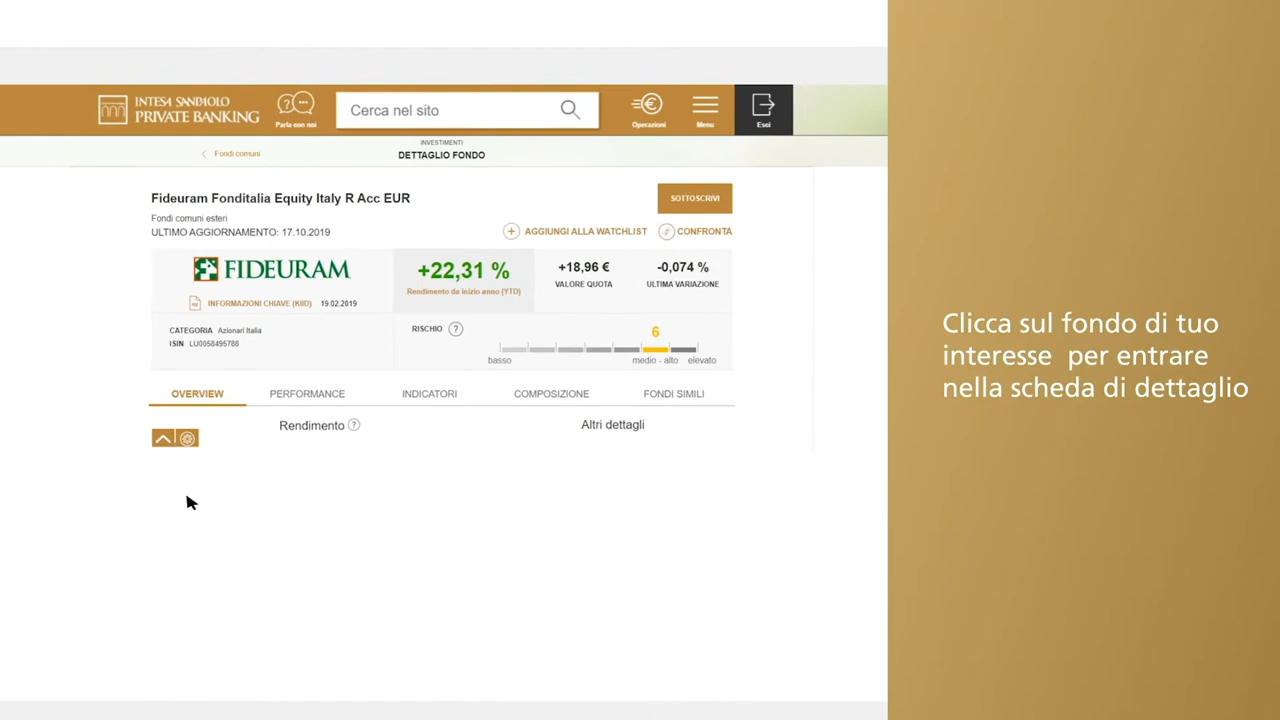 INTESA SANPAOLO
PRIVATE BANKING
Parla con noi
Cerca nel sito
Operazioni
Menu
Esci
Fondi comuni
INVESTIMENTI
DETTAGLIO FONDO
Fideuram Fonditalia Equity Italy R Acc EUR
SOTTOSCRIVI
Fondi comuni esteri
ULTIMO AGGIORNAMENTO: 17.10.2019
AGGIUNGI ALLA WATCHLIST
CONFRONTA
FIDEURAM
INFORMAZIONI CHIAVE (KIID) 19.02.2019
+22,31 %
Rendimento da inizio anno (YTD)
+18,96 €
VALORE QUOTA
-0,074 %
ULTIMA VARIAZIONE
CATEGORIA Azionari Italia
ISIN LU0058495788
RISCHIO ?
6
basso medio - alto elevato
OVERVIEW PERFORMANCE INDICATORI COMPOSIZIONE FONDI SIMILI
Rendimento ?
Altri dettagli
Clicca sul fondo di tuo
interesse per entrare
nella scheda di dettaglio